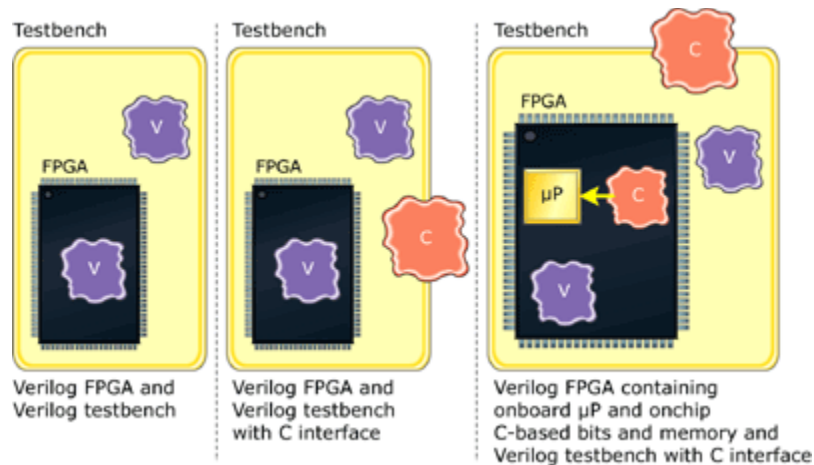 Testbench
V
FPGA
V
Verilog FPGA and
Verilog testbench
Testbench
V
FPGA
C
V
Verilog FPGA and
Verilog testbench
with C interface
Testbench
C
FPGA
V
µP
C
V
Verilog FPGA containing
onboard µP and onchip
C-based bits and memory and
Verilog testbench with C interface